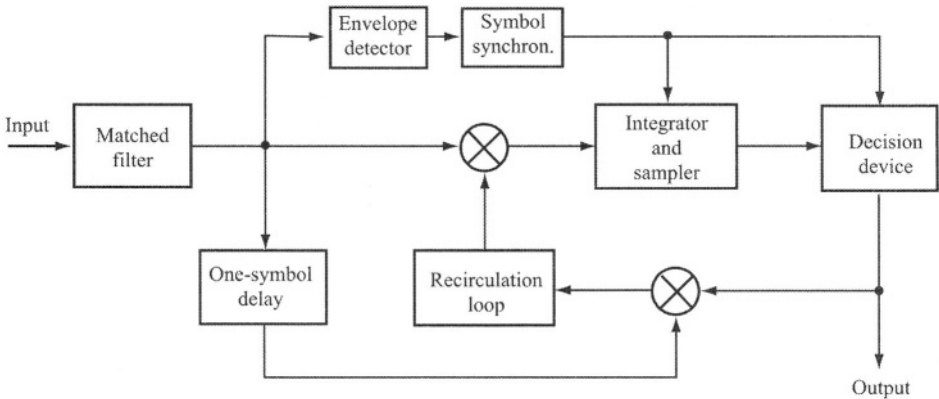 Envelope
detector
Symbol
synchron.
Input
Matched
filter
Integrator
and
sampler
Decision
device
One-symbol
delay
Recirculation
loop
Output